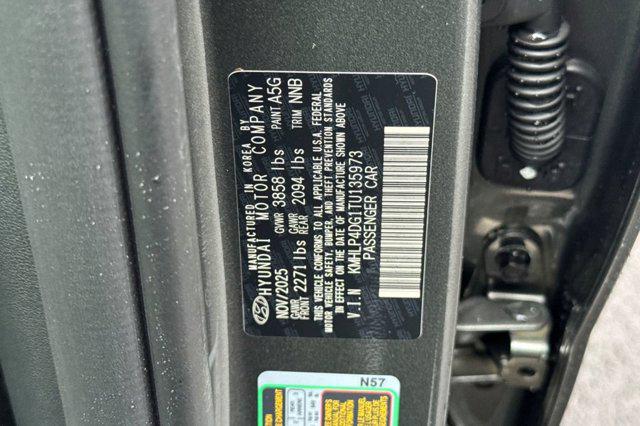 MANUFACTURED IN KOREA BY
HYUNDAI MOTOR COMPANY
NOV/2025 GVWR 3858 lbs PAINT A5G
GAWR FRONT 2271 lbs GAWR REAR 2094 lbs TRIM NNB
THIS VEHICLE CONFORMS TO ALL APPLICABLE U.S.A. FEDERAL
MOTOR VEHICLE SAFETY, BUMPER, AND THEFT PREVENTION STANDARDS
IN EFFECT ON THE DATE OF MANUFACTURE SHOWN ABOVE
V.I.N KMHLP4DG1TU135973
PASSENGER CAR
N57